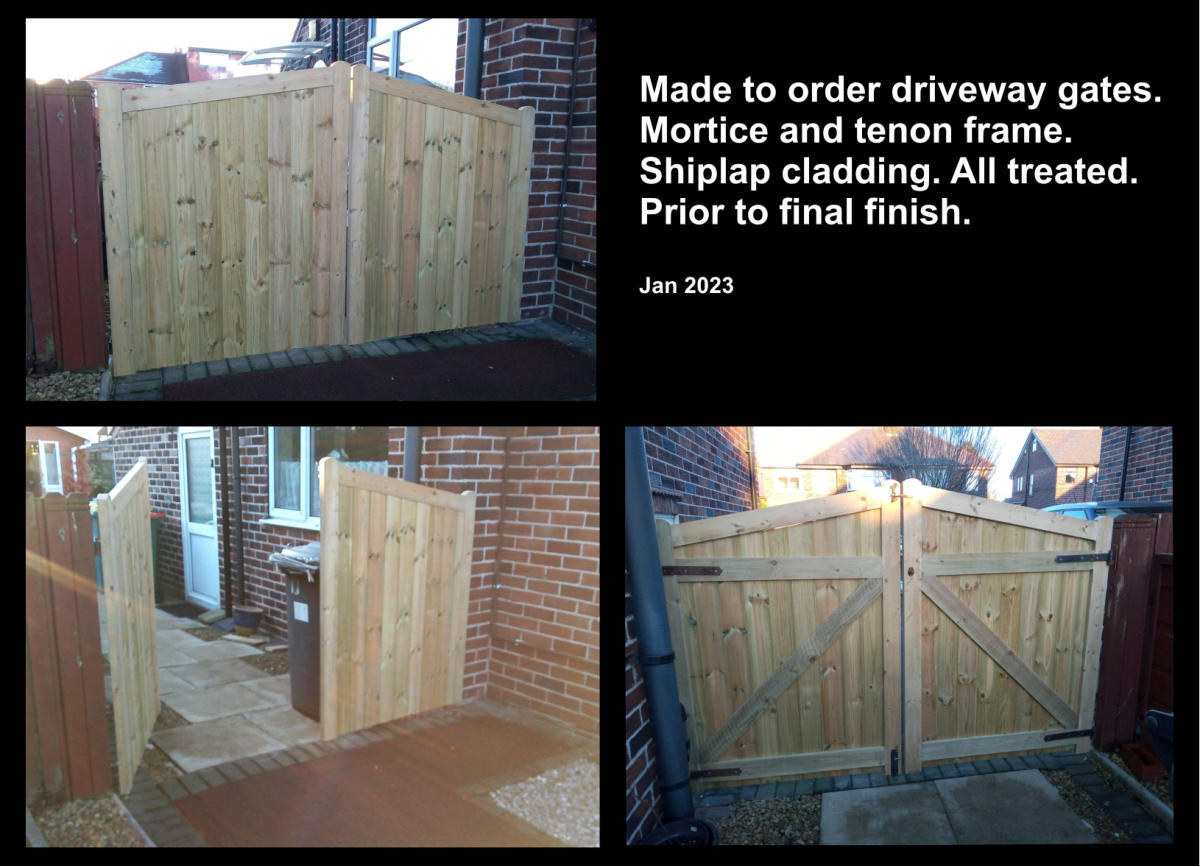 Made to order driveway gates.
Mortice and tenon frame.
Shiplap cladding. All treated.
Prior to final finish.
Jan 2023